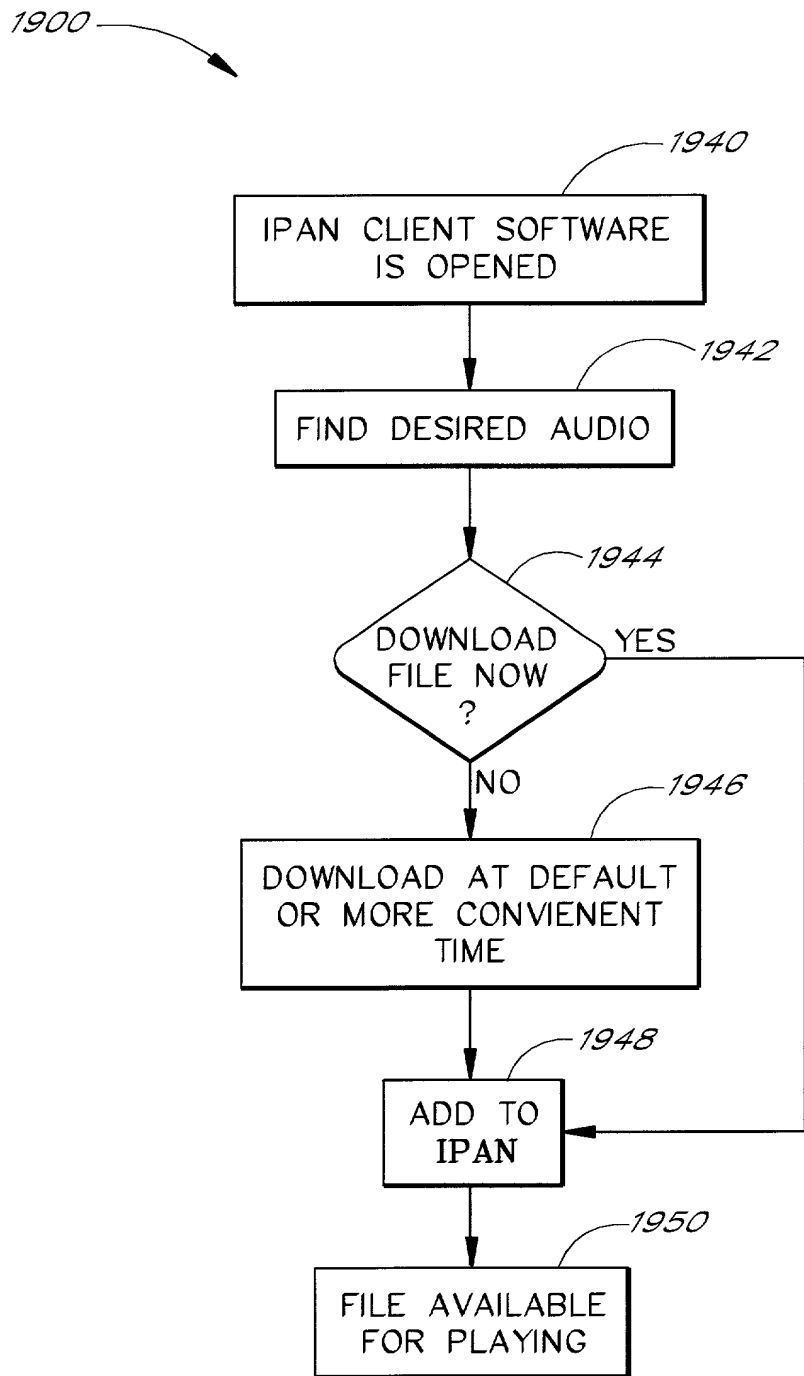 1900
1940
IPAN CLIENT SOFTWARE
IS OPENED
1942
FIND DESIRED AUDIO
1944
DOWNLOAD
FILE NOW
?
YES
NO
1946
DOWNLOAD AT DEFAULT
OR MORE CONVIENENT
TIME
1948
ADD TO
IPAN
1950
FILE AVAILABLE
FOR PLAYING